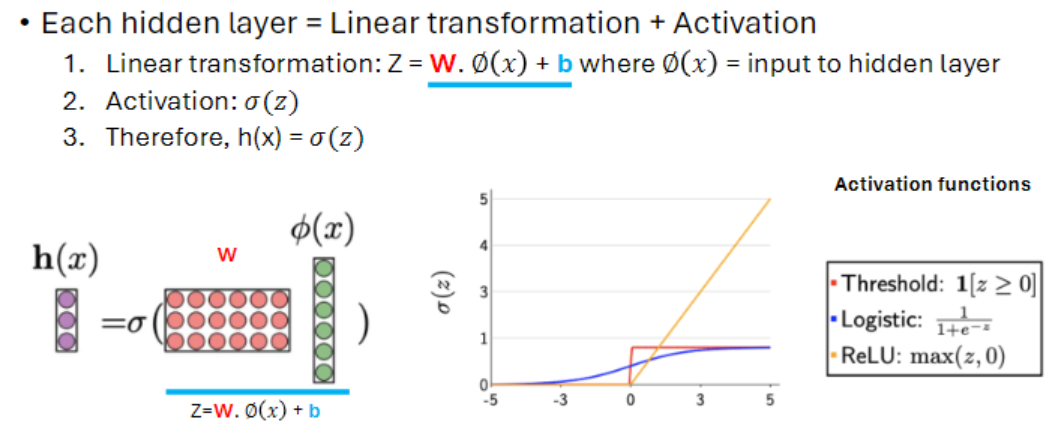 • Each hidden layer = Linear transformation + Activation
1. Linear transformation: Z = W. Ø(x) + b where Ø(x) = input to hidden layer
2. Activation: σ(z)
3. Therefore, h(x) = σ(z)
Activation functions
h(x)
W
ϕ(x)
=σ( )
Z=W. Ø(x) + b
σ(z)
5
4
3
1
0
-5 -3 0 3 5
Threshold: 1[z ≥ 0]
Logistic: 1/(1+e^{-z})
ReLU: max(z, 0)